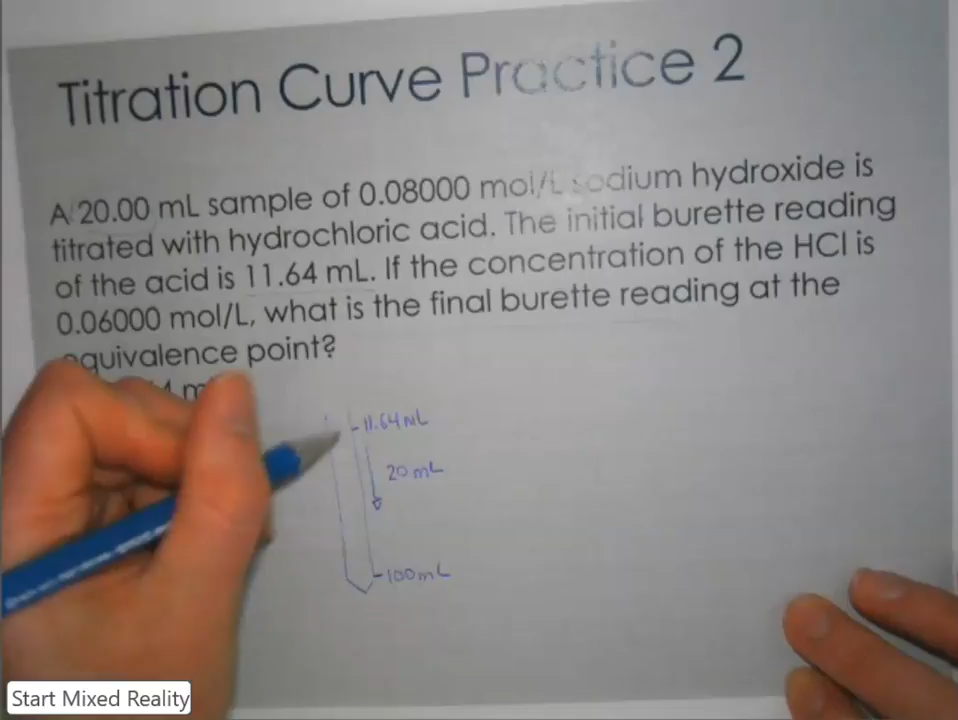 Titration Curve Practice 2
A 20.00 mL sample of 0.08000 mol/L sodium hydroxide is
titrated with hydrochloric acid. The initial burette reading
of the acid is 11.64 mL. If the concentration of the HCl is
0.06000 mol/L, what is the final burette reading at the
equivalence point?
11.64 mL
20 mL
100 mL
Start Mixed Reality